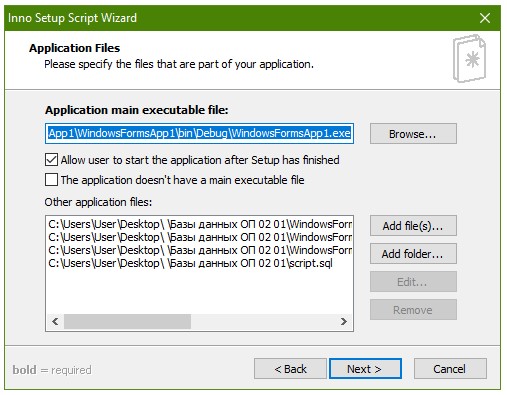 Inno Setup Script Wizard
Application Files
Please specify the files that are part of your application.
Application main executable file:
App1\WindowsFormsApp1\bin\Debug\WindowsFormsApp1.exe
Browse...
Allow user to start the application after Setup has finished
The application doesn't have a main executable file
Other application files:
C:\Users\User\Desktop\ \Базы данных ОП 02 01\WindowsForm
C:\Users\User\Desktop\ \Базы данных ОП 02 01\WindowsForm
C:\Users\User\Desktop\ \Базы данных ОП 02 01\WindowsForm
C:\Users\User\Desktop\ \Базы данных ОП 02 01\script.sql
Add file(s)...
Add folder...
Edit...
Remove
bold = required
< Back
Next >
Cancel